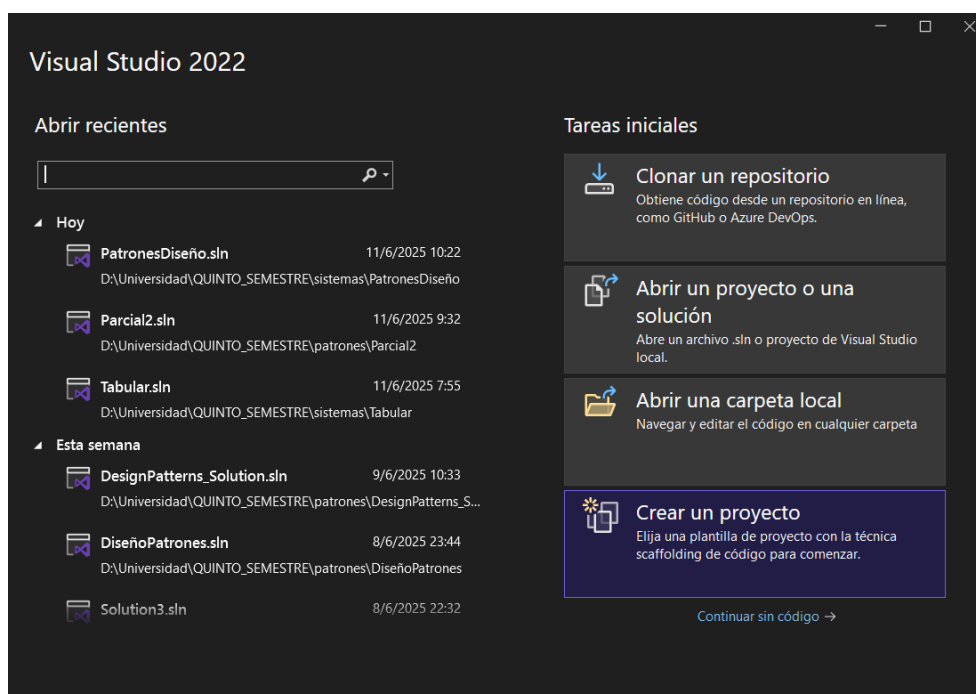 Visual Studio 2022
Abrir recientes
Hoy
PatronesDiseño.sln 11/6/2025 10:22
D:\Universidad\QUINTO_SEMESTRE\sistemas\PatronesDiseño
Parcial2.sln 11/6/2025 9:32
D:\Universidad\QUINTO_SEMESTRE\patrones\Parcial2
Tabular.sln 11/6/2025 7:55
D:\Universidad\QUINTO_SEMESTRE\sistemas\Tabular
Esta semana
DesignPatterns_Solution.sln 9/6/2025 10:33
D:\Universidad\QUINTO_SEMESTRE\patrones\DesignPatterns_S...
DiseñoPatrones.sln 8/6/2025 23:44
D:\Universidad\QUINTO_SEMESTRE\patrones\DiseñoPatrones
Solution3.sln 8/6/2025 22:32
Tareas iniciales
Clonar un repositorio
Obtiene código desde un repositorio en línea,
como GitHub o Azure DevOps.
Abrir un proyecto o una
solución
Abre un archivo .sln o proyecto de Visual Studio
local.
Abrir una carpeta local
Navegar y editar el código en cualquier carpeta
Crear un proyecto
Elija una plantilla de proyecto con la técnica
scaffolding de código para comenzar.
Continuar sin código →